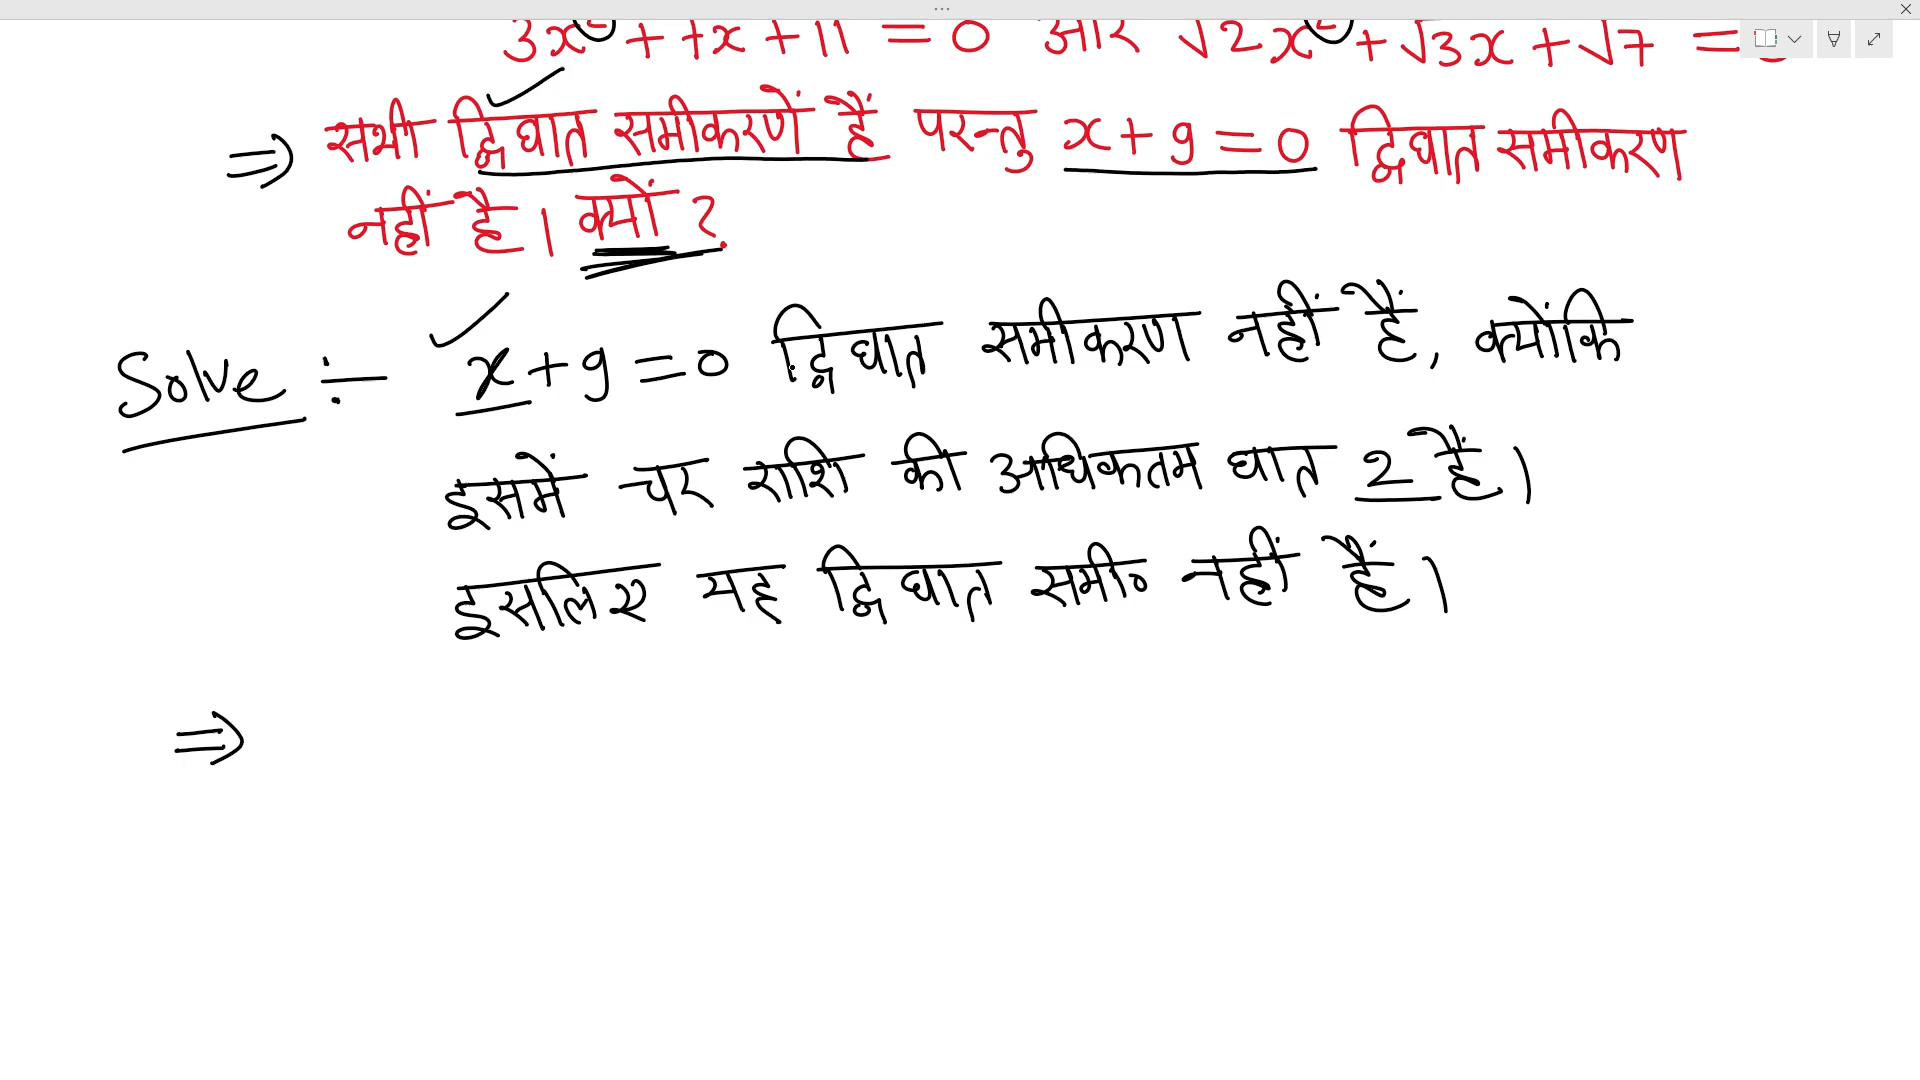 3x² + 7x + 11 = 0 और √2x² + √3x + √7 = 0
⇒ सभी द्विघात समीकरणें हैं परन्तु x + 9 = 0 द्विघात समीकरण
नहीं है। क्यों ?
Solve ÷ x + 9 = 0 द्विघात समीकरण नहीं हैं, क्योंकि
इसमें चर राशि की अधिकतम घात 2 हैं।
इसलिए यह द्विघात समी० नहीं हैं।
⇒